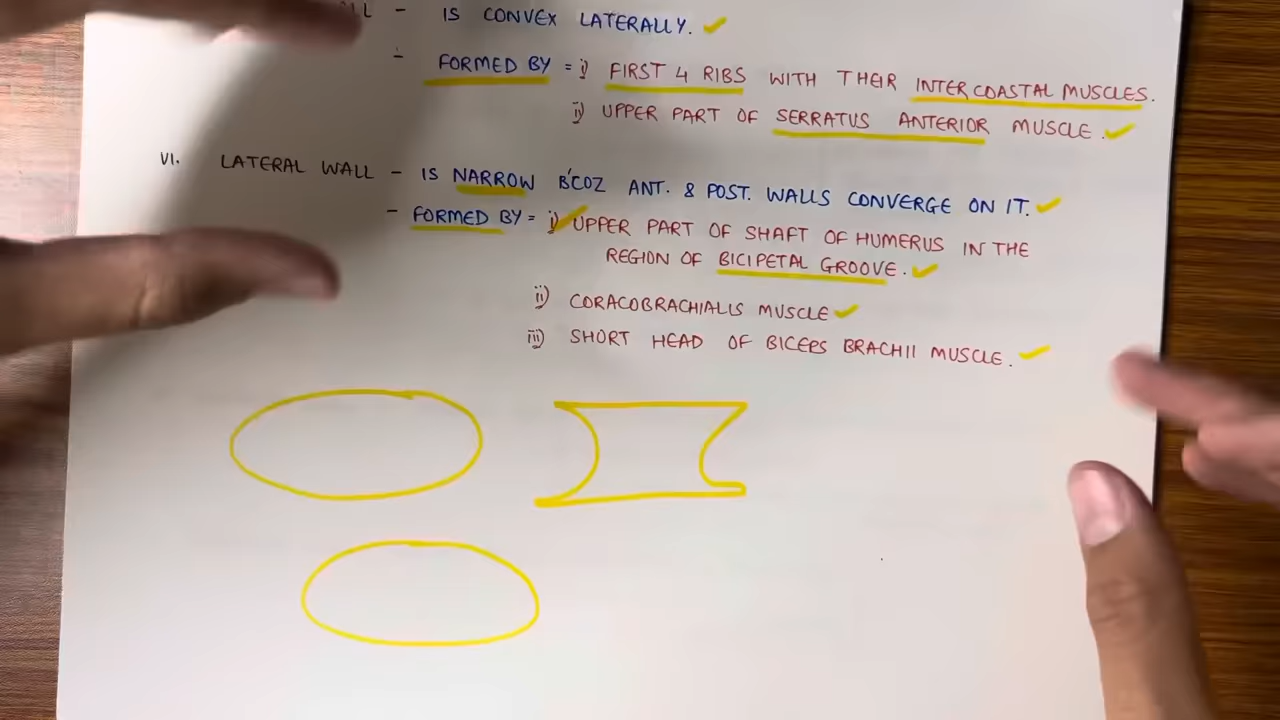 - IS CONVEX LATERALLY. ✓
- FORMED BY = i) FIRST 4 RIBS WITH THEIR INTERCOASTAL MUSCLES.
ii) UPPER PART OF SERRATUS ANTERIOR MUSCLE. ✓
VI. LATERAL WALL - IS NARROW B'COZ ANT. & POST. WALLS CONVERGE ON IT. ✓
- FORMED BY = i) UPPER PART OF SHAFT OF HUMERUS IN THE
REGION OF BICIPETAL GROOVE. ✓
ii) CORACOBRACHIALIS MUSCLE ✓
iii) SHORT HEAD OF BICEPS BRACHII MUSCLE. ✓